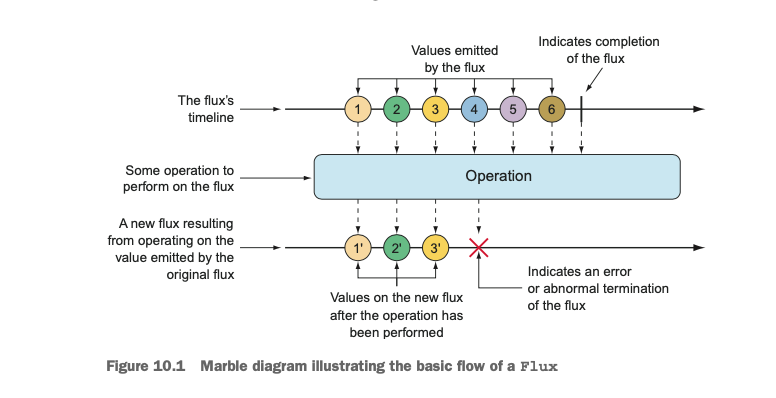 Values emitted
by the flux
Indicates completion
of the flux
The flux's
timeline
1
2
3
4
5
6
Some operation to
perform on the flux
Operation
A new flux resulting
from operating on the
value emitted by the
original flux
1'
2'
3'
Values on the new flux
after the operation has
been performed
Indicates an error
or abnormal termination
of the flux
Figure 10.1 Marble diagram illustrating the basic flow of a Flux